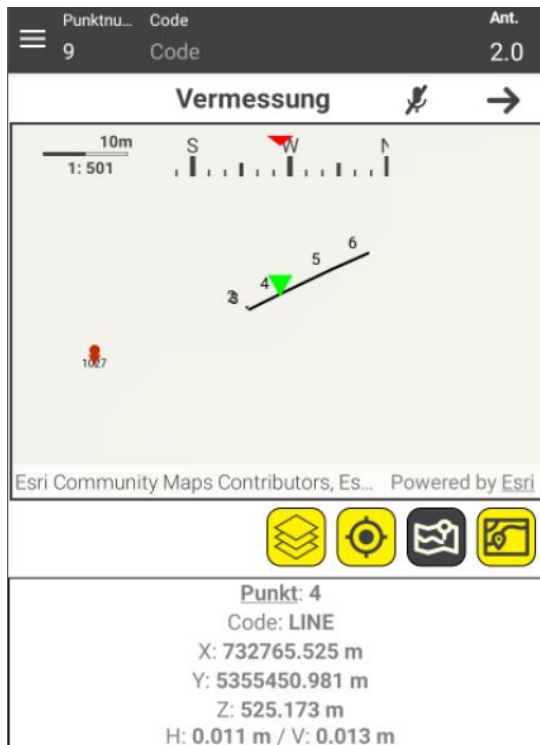 Punktnu... Code Ant.
9 Code 2.0
Vermessung
10m
1: 501
S W N
6
5
4
3
1027
Esri Community Maps Contributors, Es... Powered by Esri
Punkt: 4
Code: LINE
X: 732765.525 m
Y: 5355450.981 m
Z: 525.173 m
H: 0.011 m / V: 0.013 m